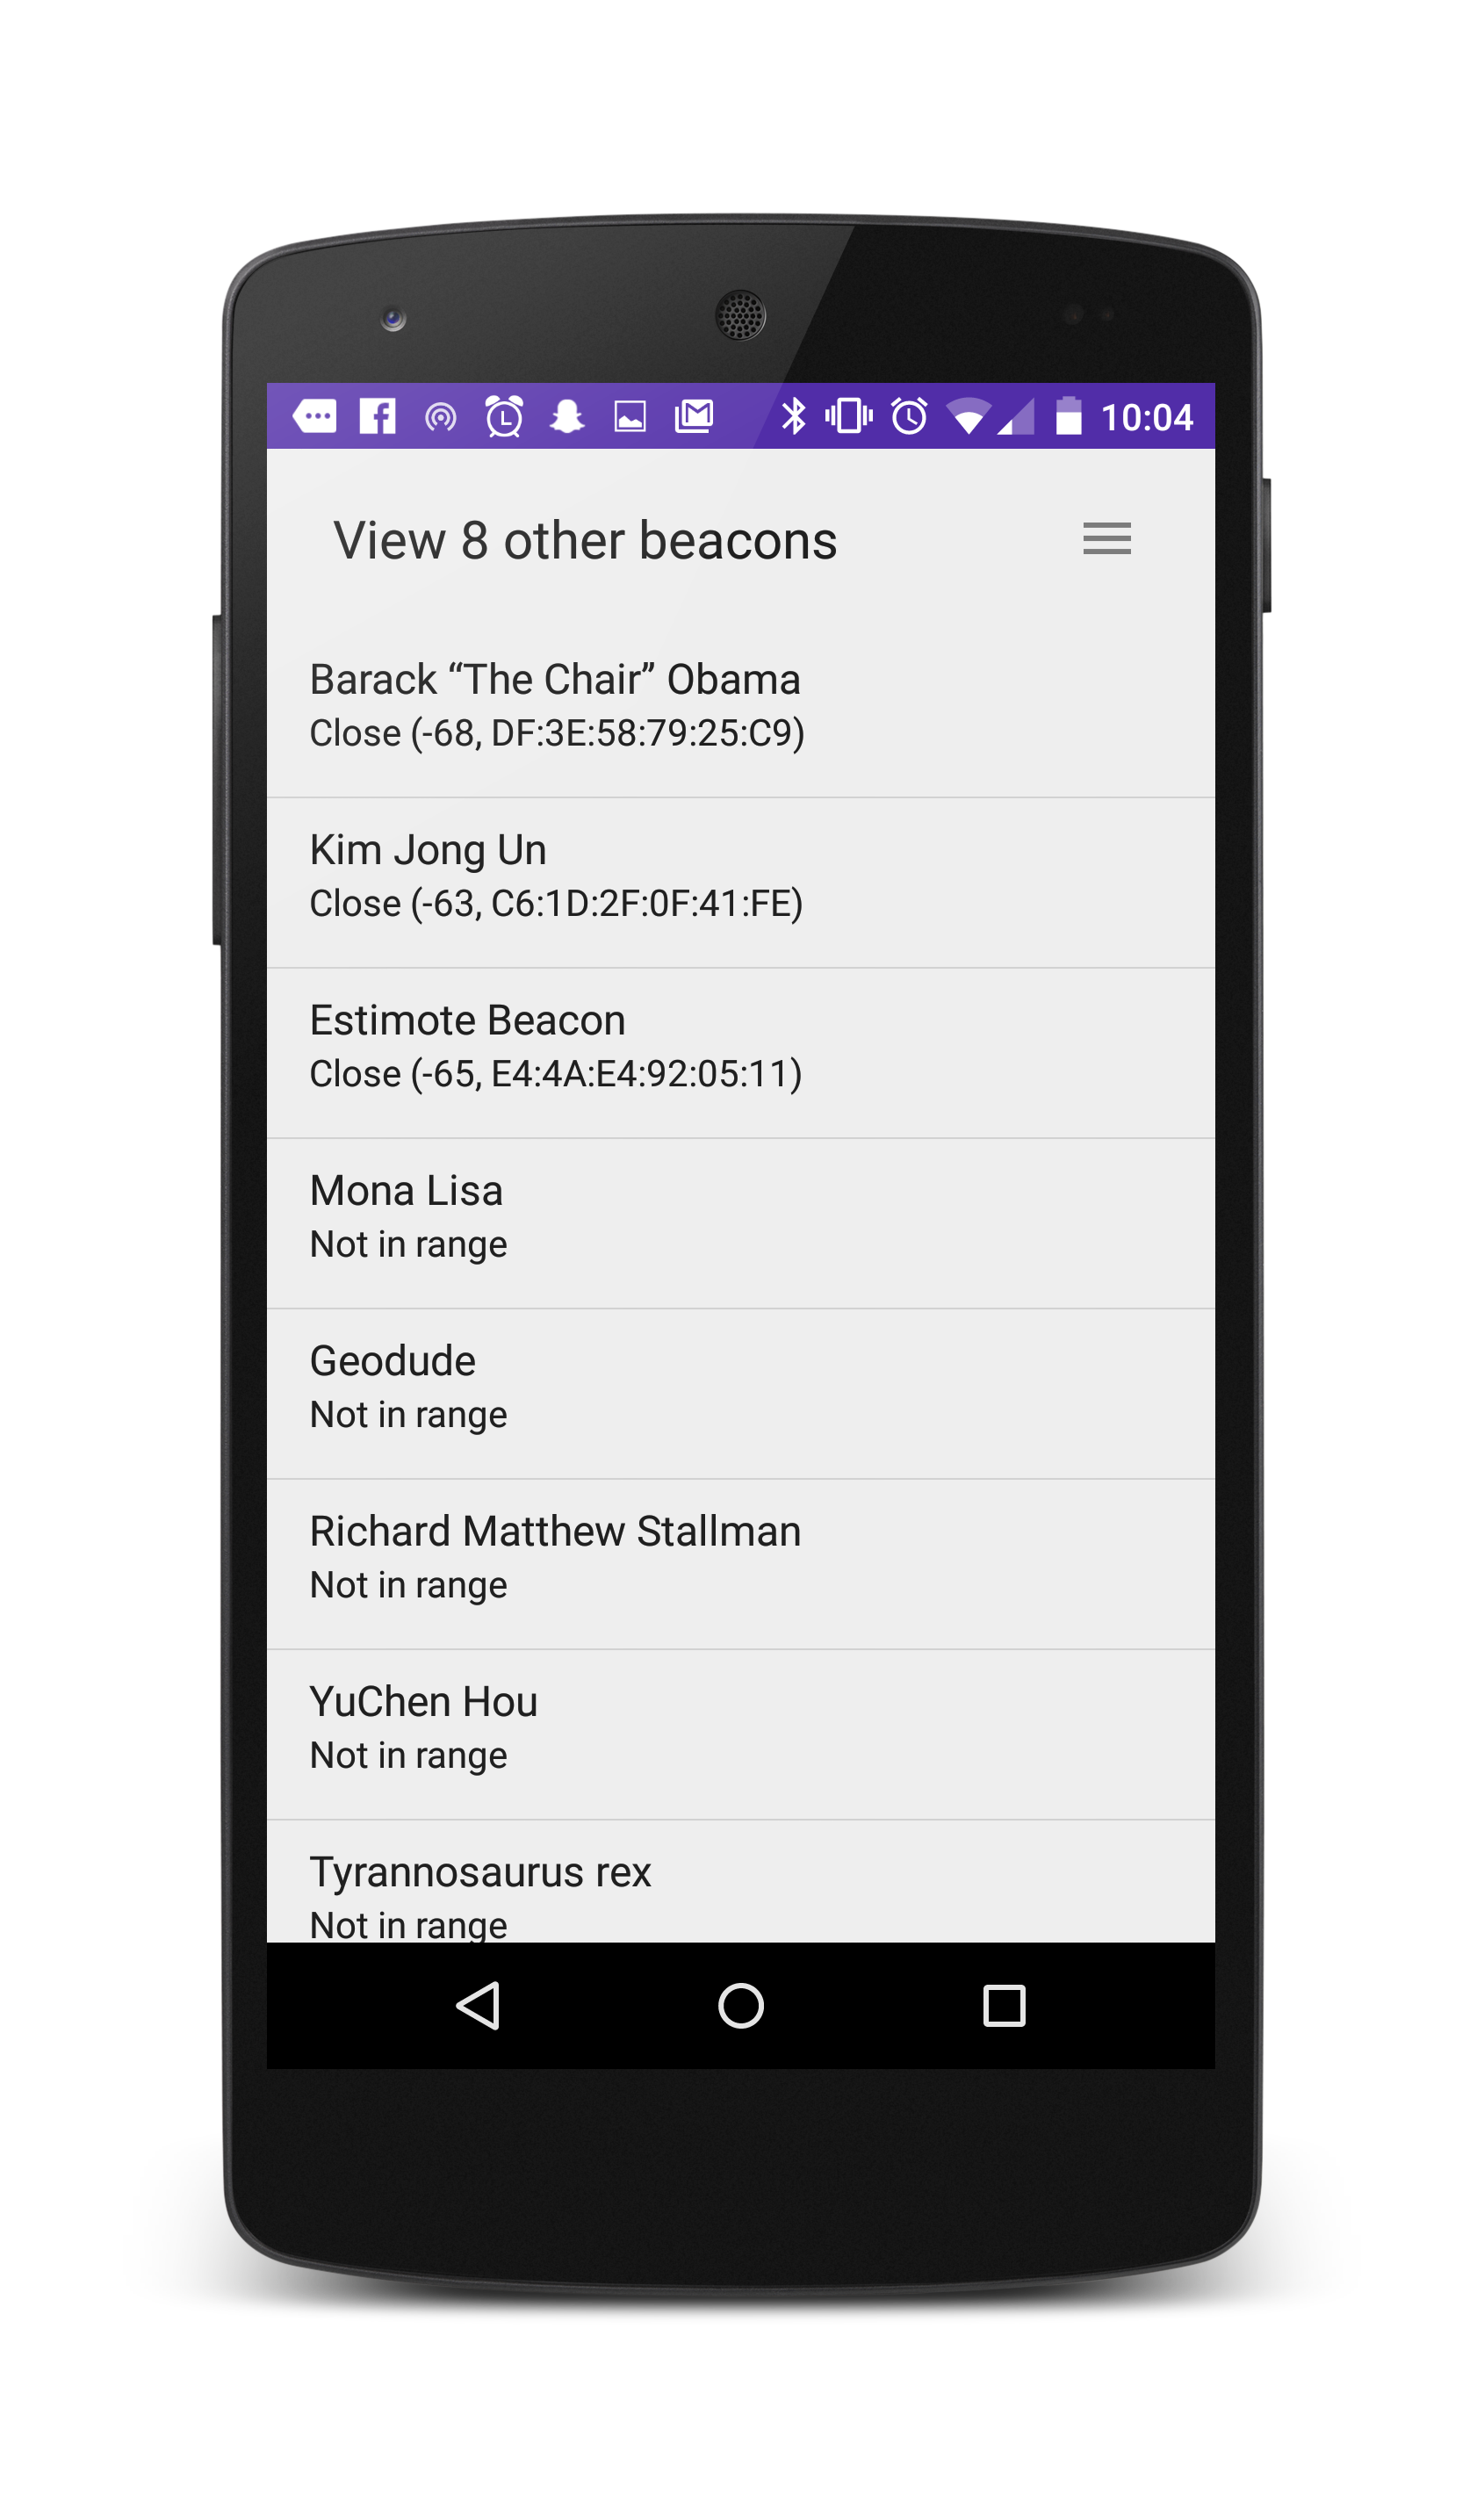 10:04
View 8 other beacons
Barack “The Chair” Obama
Close (-68, DF:3E:58:79:25:C9)
Kim Jong Un
Close (-63, C6:1D:2F:0F:41:FE)
Estimote Beacon
Close (-65, E4:4A:E4:92:05:11)
Mona Lisa
Not in range
Geodude
Not in range
Richard Matthew Stallman
Not in range
YuChen Hou
Not in range
Tyrannosaurus rex
Not in range